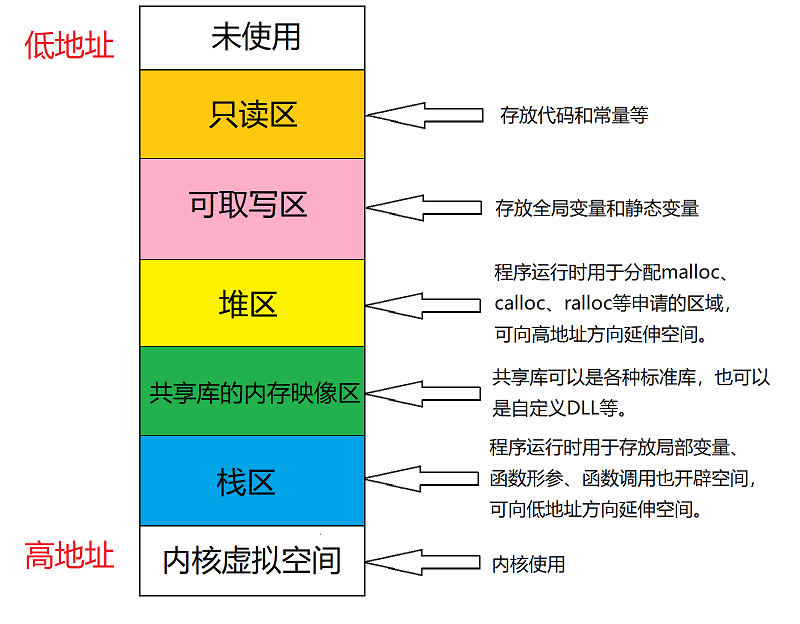 低地址
未使用
只读区
存放代码和常量等
可取写区
存放全局变量和静态变量
堆区
程序运行时用于分配malloc、
calloc、ralloc等申请的区域，
可向高地址方向延伸空间。
共享库的内存映像区
共享库可以是各种标准库，也可以
是自定义DLL等。
栈区
程序运行时用于存放局部变量、
函数形参、函数调用也开辟空间，
可向低地址方向延伸空间。
高地址
内核虚拟空间
内核使用